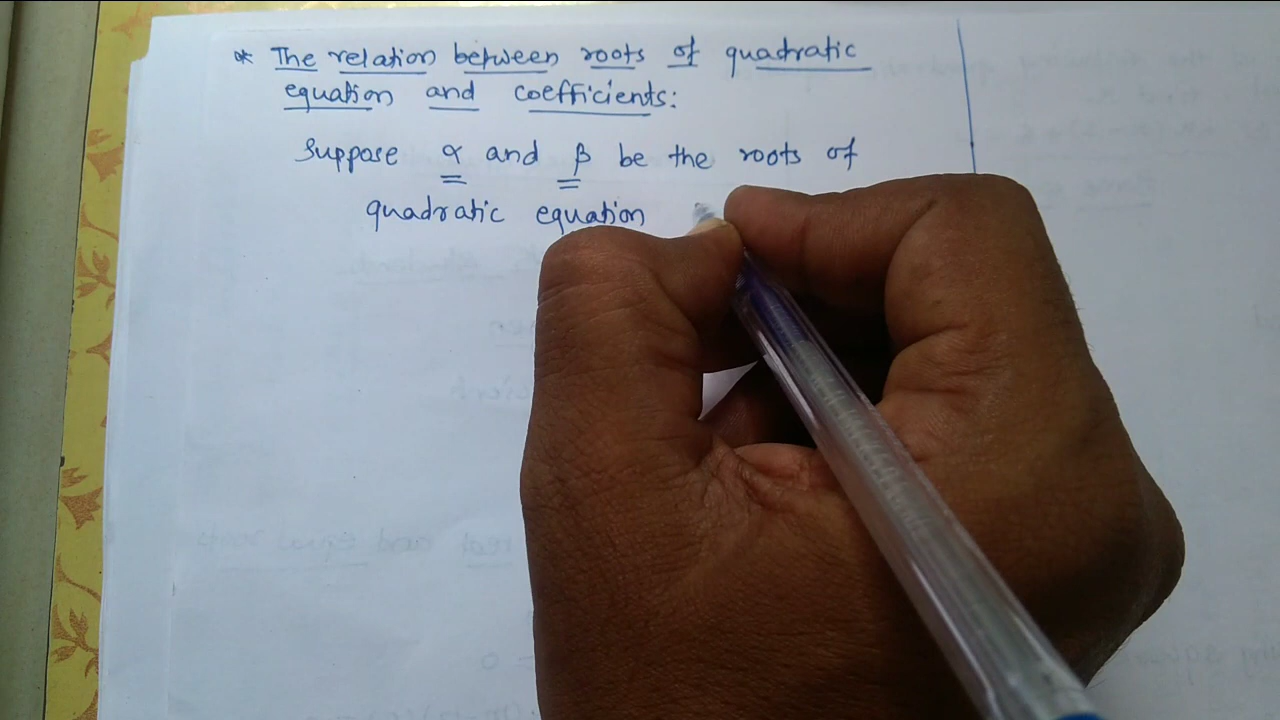 * The relation between roots of quadratic
equation and coefficients:
Suppose α and β be the roots of
quadratic equation